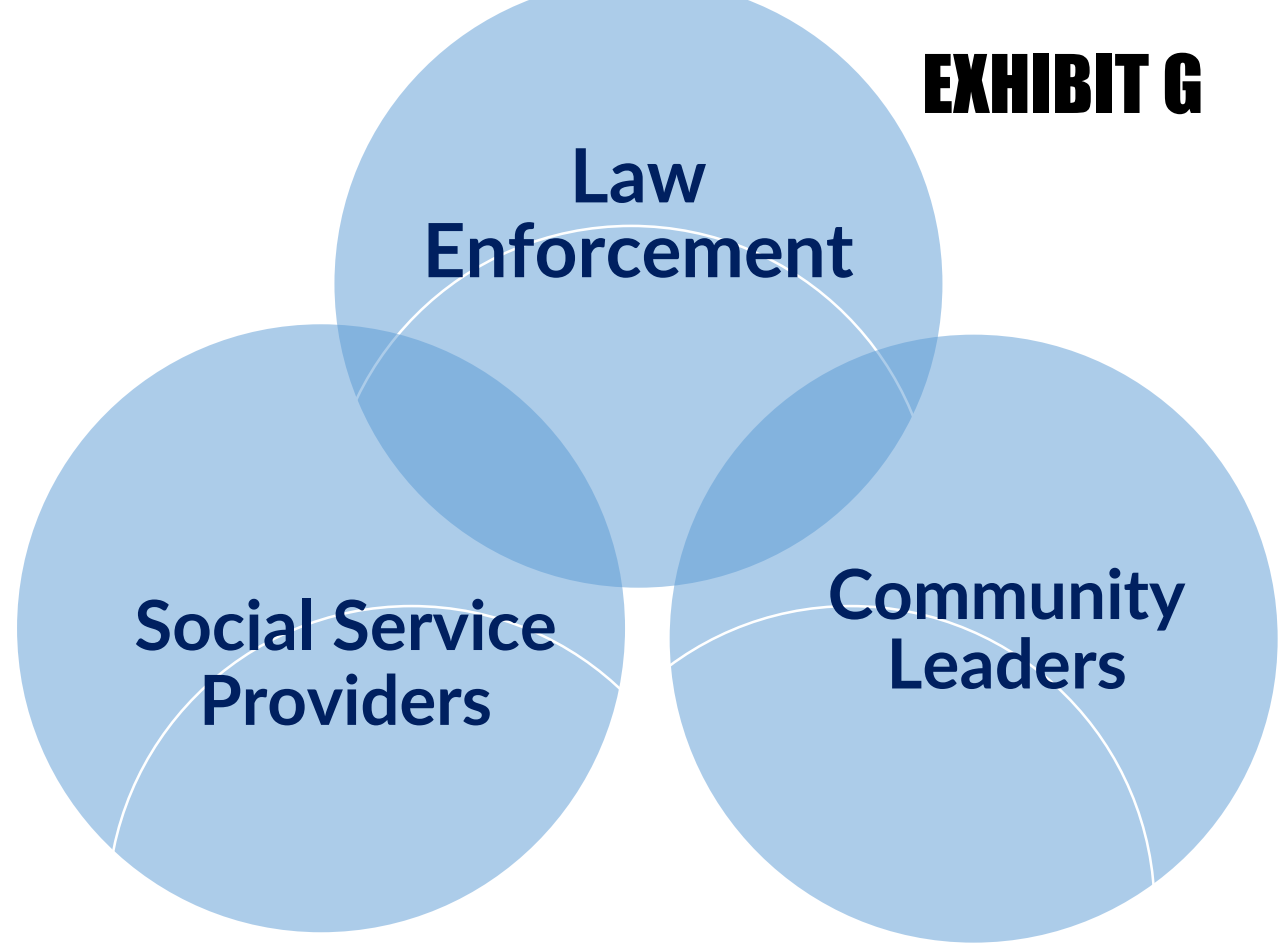 EXHIBIT G
Law
Enforcement
Social Service
Providers
Community
Leaders